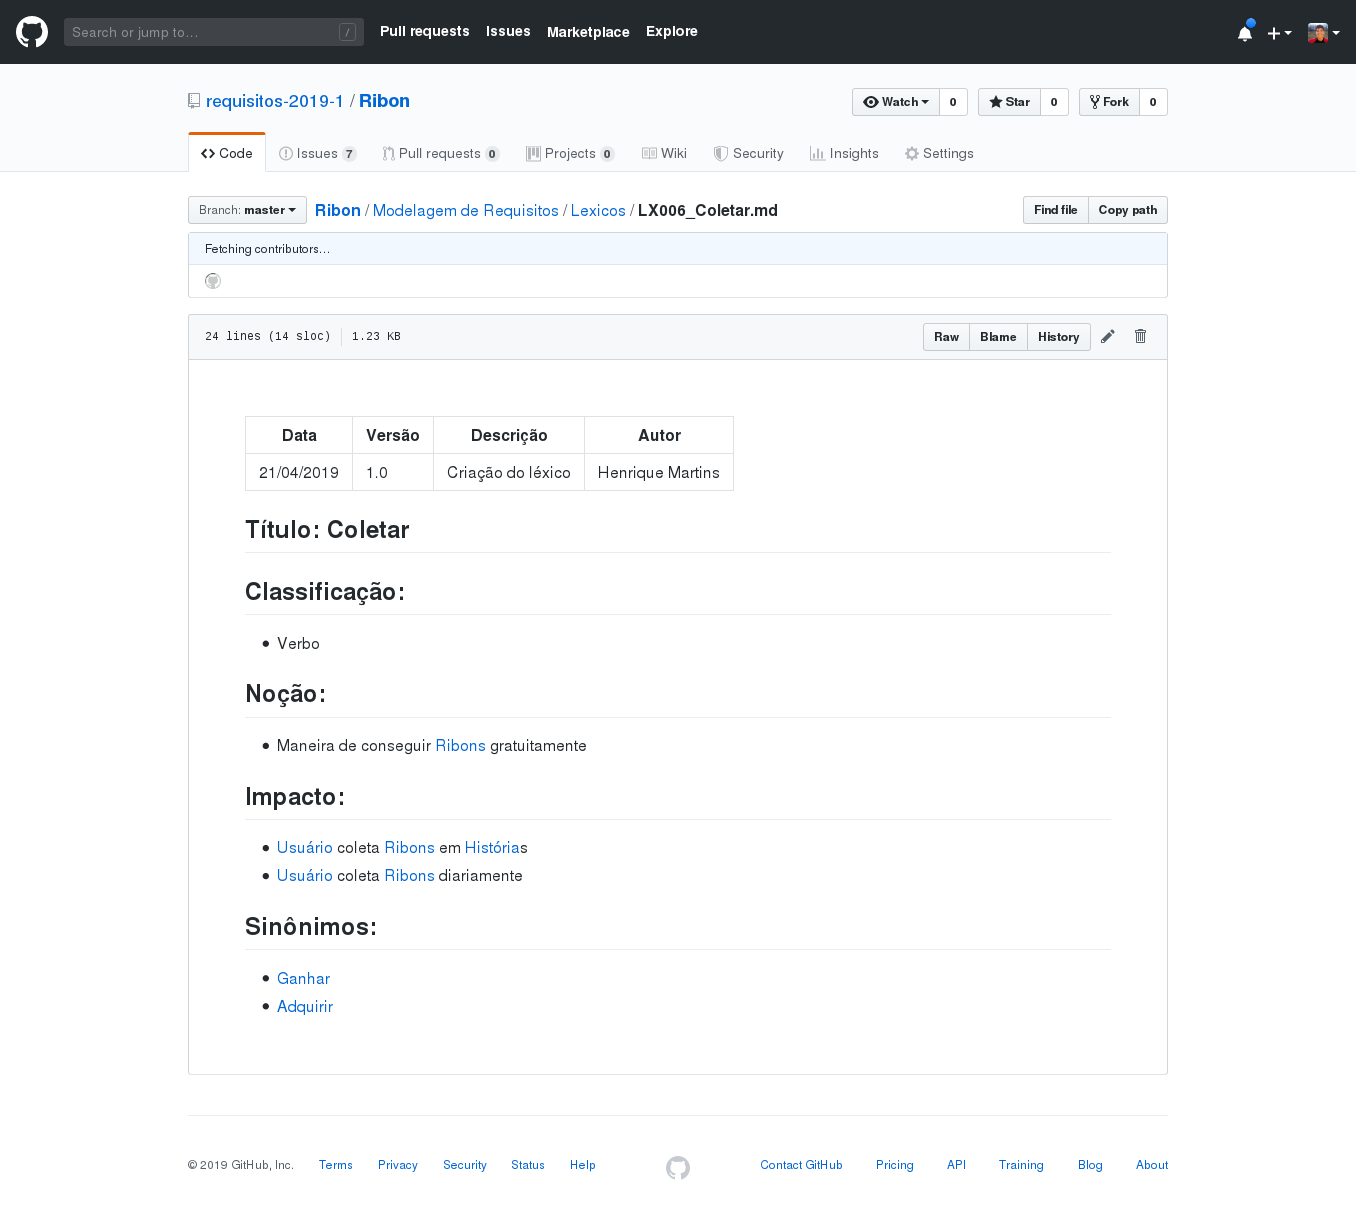 Search or jump to… /
Pull requests Issues Marketplace Explore
requisitos-2019-1 / Ribon
Watch 0 Star 0 Fork 0
Code Issues 7 Pull requests 0 Projects 0 Wiki Security Insights Settings
Branch: master Ribon / Modelagem de Requisitos / Lexicos / LX006_Coletar.md Find file Copy path
Fetching contributors…
24 lines (14 sloc) 1.23 KB Raw Blame History
Data Versão Descrição Autor
21/04/2019 1.0 Criação do léxico Henrique Martins
Título: Coletar
Classificação:
Verbo
Noção:
Maneira de conseguir Ribons gratuitamente
Impacto:
Usuário coleta Ribons em Histórias
Usuário coleta Ribons diariamente
Sinônimos:
Ganhar
Adquirir
© 2019 GitHub, Inc. Terms Privacy Security Status Help Contact GitHub Pricing API Training Blog About